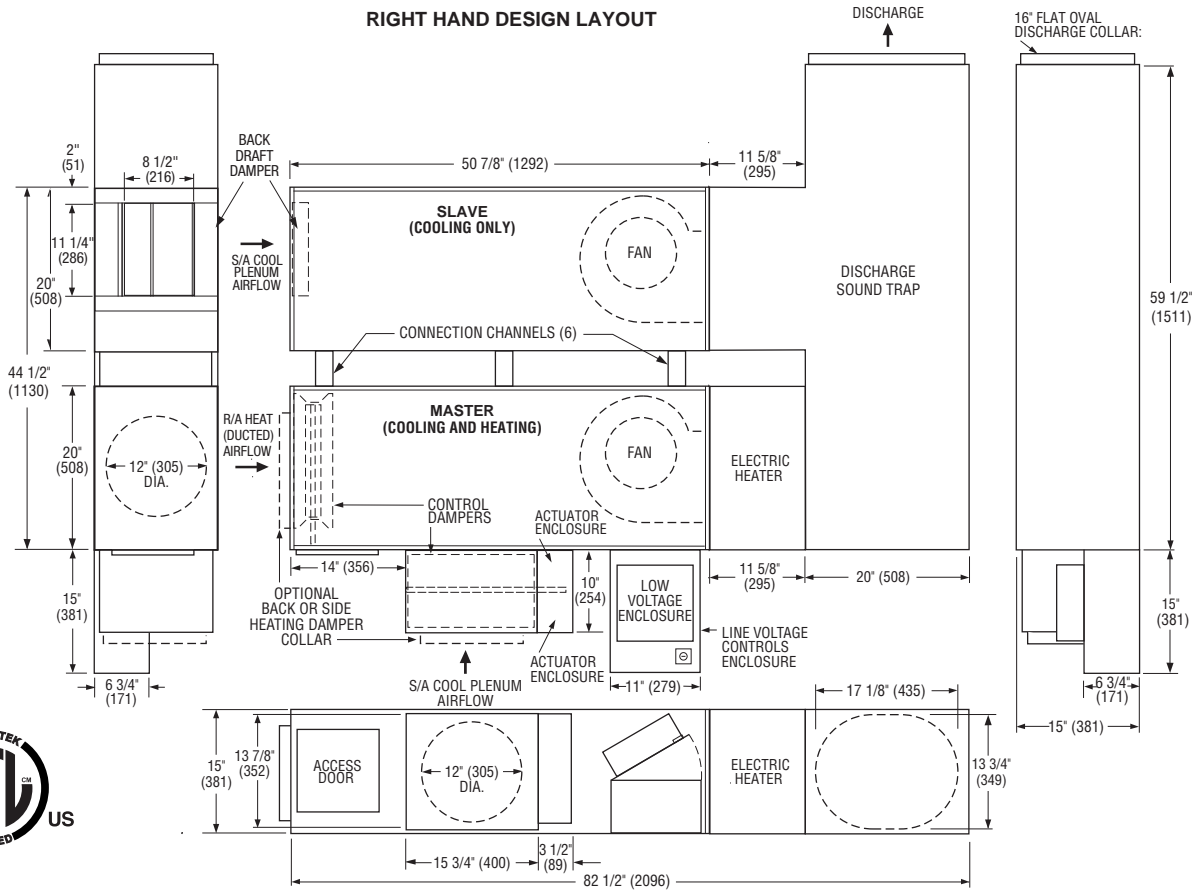 RIGHT HAND DESIGN LAYOUT
DISCHARGE
16" FLAT OVAL
DISCHARGE COLLAR:
2"
(51)
8 1/2"
(216)
BACK
DRAFT
DAMPER
50 7/8" (1292)
11 5/8"
(295)
SLAVE
(COOLING ONLY)
FAN
11 1/4"
(286)
20"
(508)
S/A COOL
PLENUM
AIRFLOW
DISCHARGE
SOUND TRAP
59 1/2"
(1511)
CONNECTION CHANNELS (6)
44 1/2"
(1130)
MASTER
(COOLING AND HEATING)
FAN
R/A HEAT
(DUCTED)
AIRFLOW
20"
(508)
12" (305)
DIA.
ELECTRIC
HEATER
CONTROL
DAMPERS
ACTUATOR
ENCLOSURE
14" (356)
10"
(254)
11 5/8"
(295)
20" (508)
OPTIONAL
BACK OR SIDE
HEATING DAMPER
COLLAR
LOW
VOLTAGE
ENCLOSURE
LINE VOLTAGE
CONTROLS
ENCLOSURE
15"
(381)
15"
(381)
ACTUATOR
ENCLOSURE
S/A COOL PLENUM
AIRFLOW
11" (279)
6 3/4"
(171)
6 3/4"
(171)
17 1/8" (435)
15" (381)
15"
(381)
13 7/8"
(352)
ACCESS
DOOR
12" (305)
DIA.
ELECTRIC
HEATER
13 3/4"
(349)
15 3/4" (400)
3 1/2"
(89)
82 1/2" (2096)
CM
US